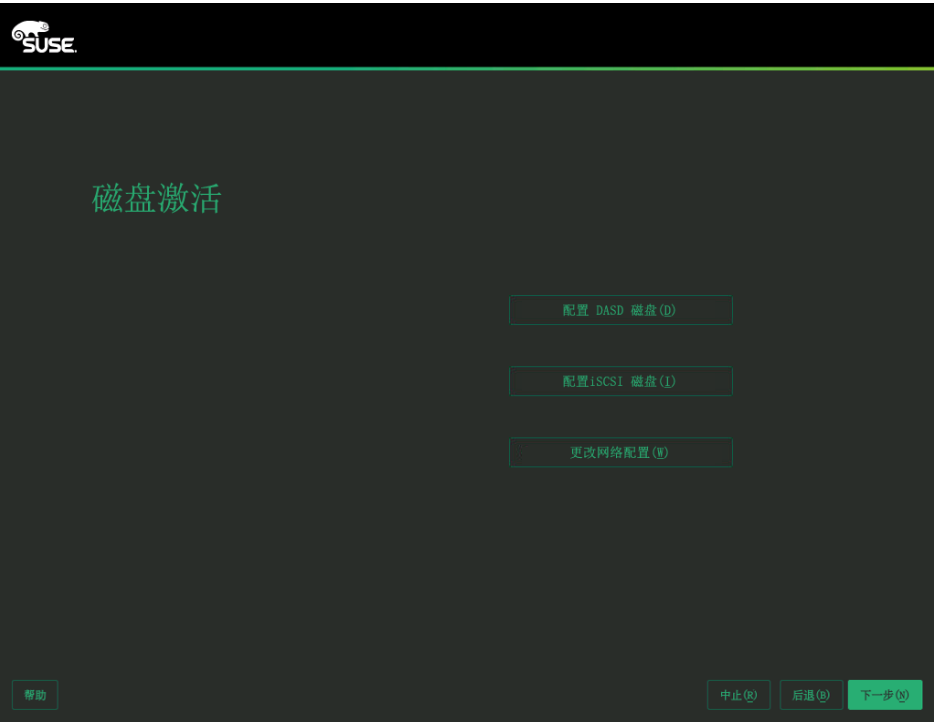 SUSE.
磁盘激活
配置 DASD 磁盘(D)
配置iSCSI 磁盘(I)
更改网络配置(W)
帮助
中止(R)
后退(B)
下一步(N)